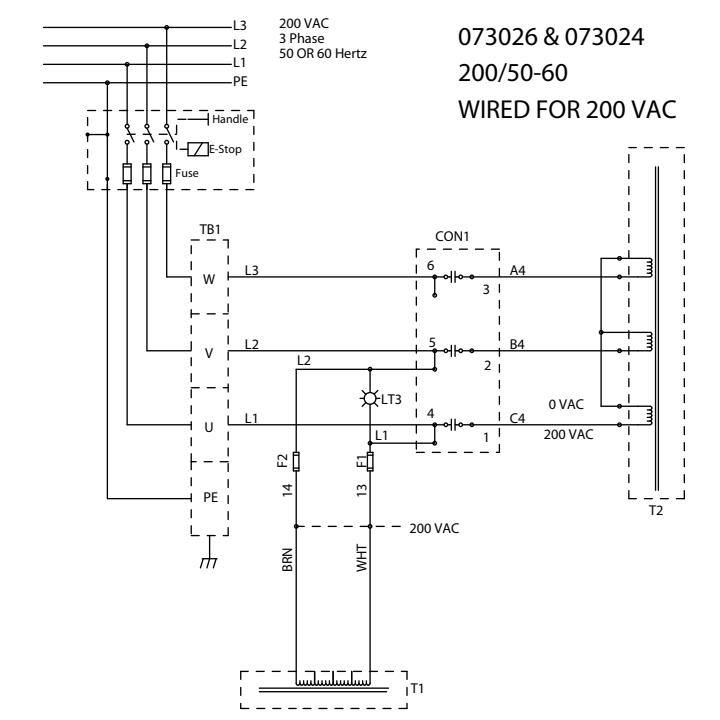 L3
L2
L1
PE
200 VAC
3 Phase
50 OR 60 Hertz
073026 & 073024
200/50-60
WIRED FOR 200 VAC
Handle
E-Stop
Fuse
TB1
CON1
W
L3
6
3
A4
V
L2
5
2
B4
L2
LT3
U
L1
4
1
C4
0 VAC
200 VAC
L1
F2
F1
14
13
PE
T2
200 VAC
BRN
WHT
T1